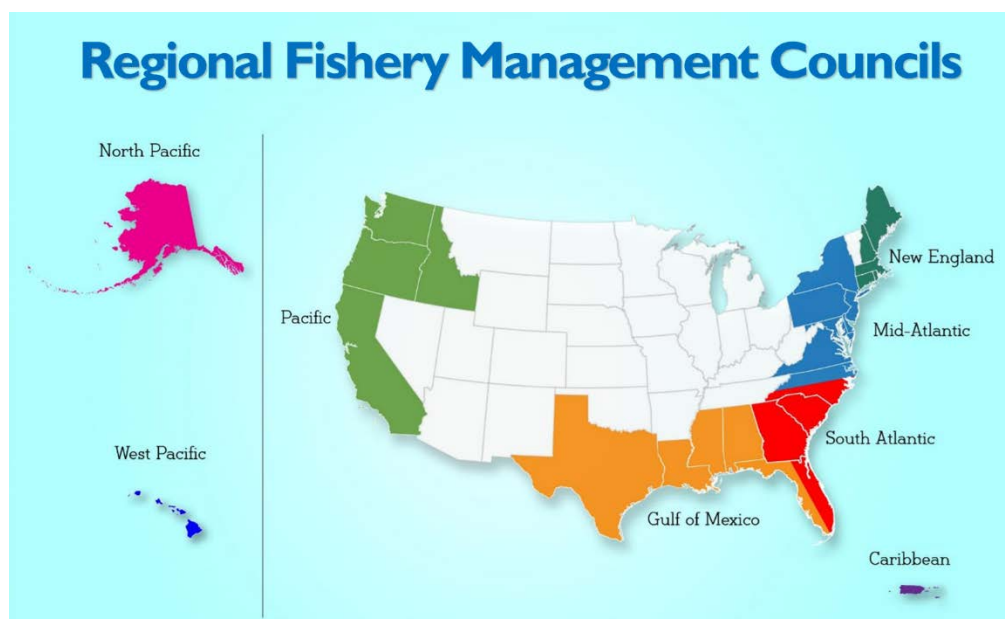 Regional Fishery Management Councils
North Pacific
New England
Pacific
Mid-Atlantic
South Atlantic
West Pacific
Gulf of Mexico
Caribbean